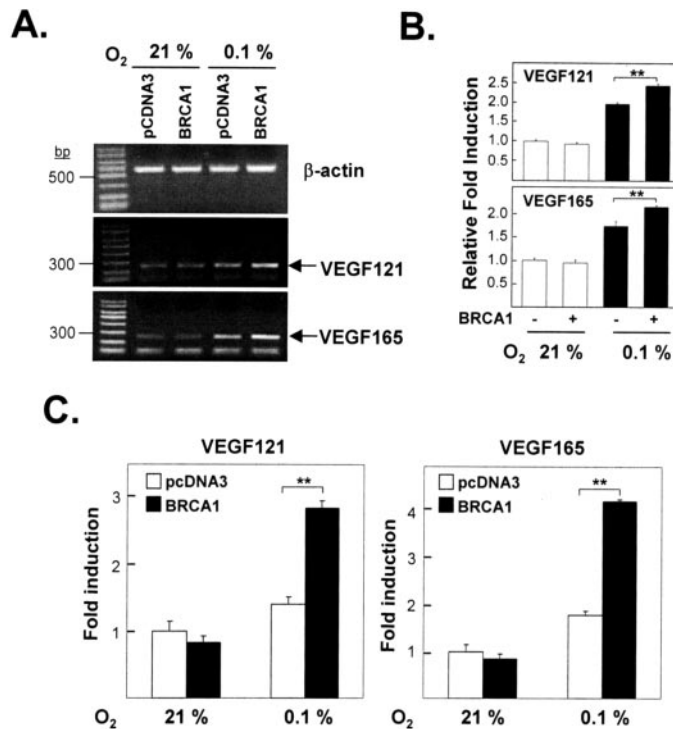 A.
O2 21 % 0.1 %
pCDNA3 BRCA1 pCDNA3 BRCA1
bp
500 β-actin
300 VEGF121
300 VEGF165
B.
VEGF121
**
2.5
2.0
1.5
1.0
0.5
VEGF165
**
2.0
1.5
1.0
0.5
Relative Fold Induction
BRCA1 - + - +
O2 21 % 0.1 %
C.
VEGF121
pcDNA3
BRCA1
**
3
2
1
Fold induction
O2 21 % 0.1 %
VEGF165
pcDNA3
BRCA1
**
4
3
2
1
0
Fold induction
O2 21 % 0.1 %